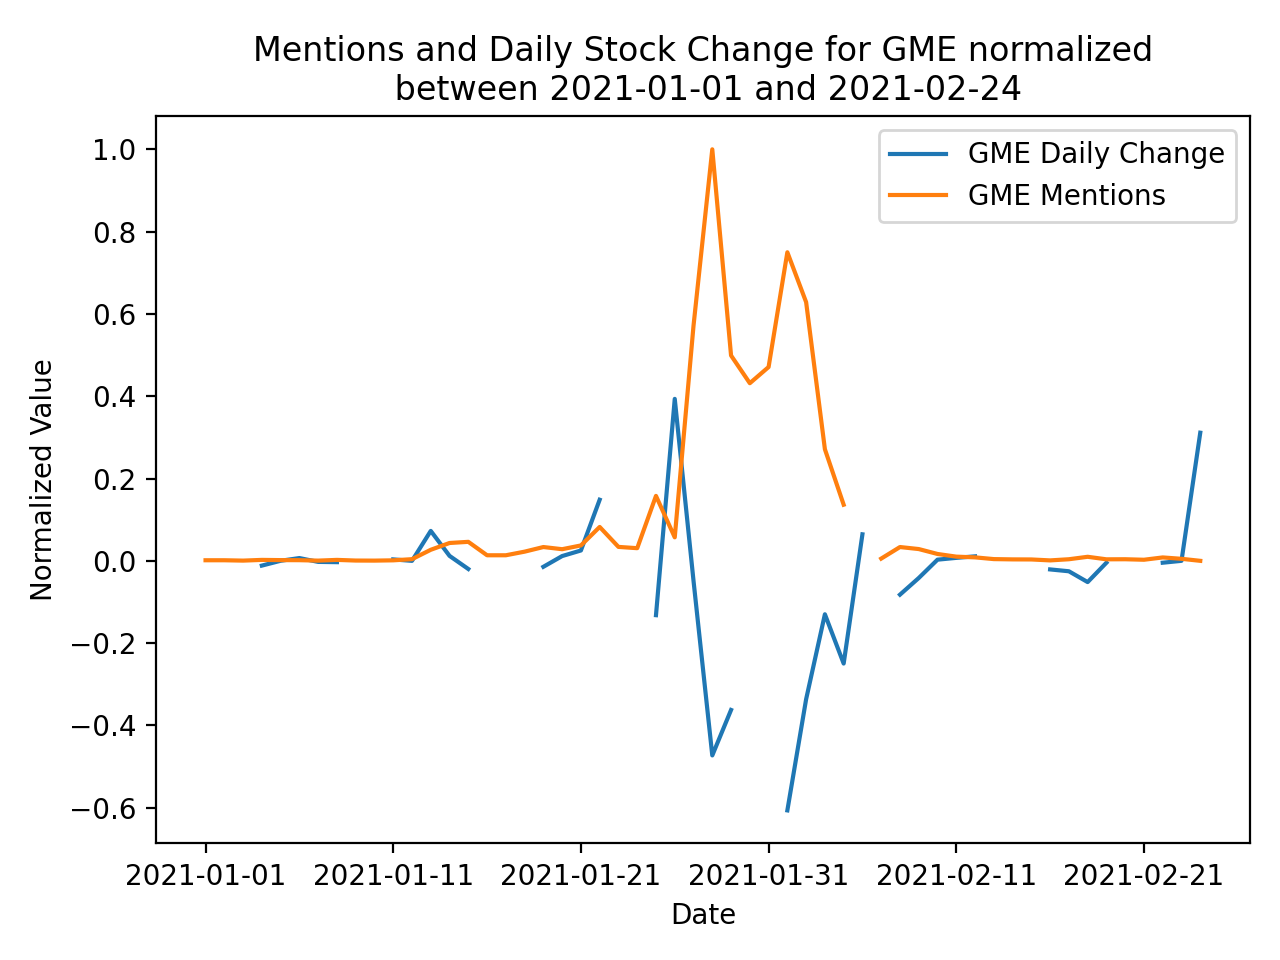 Mentions and Daily Stock Change for GME normalized
between 2021-01-01 and 2021-02-24
GME Daily Change
GME Mentions
Normalized Value
1.0
0.8
0.6
0.4
0.2
0.0
−0.2
−0.4
−0.6
2021-01-01 2021-01-11 2021-01-21 2021-01-31 2021-02-11 2021-02-21
Date